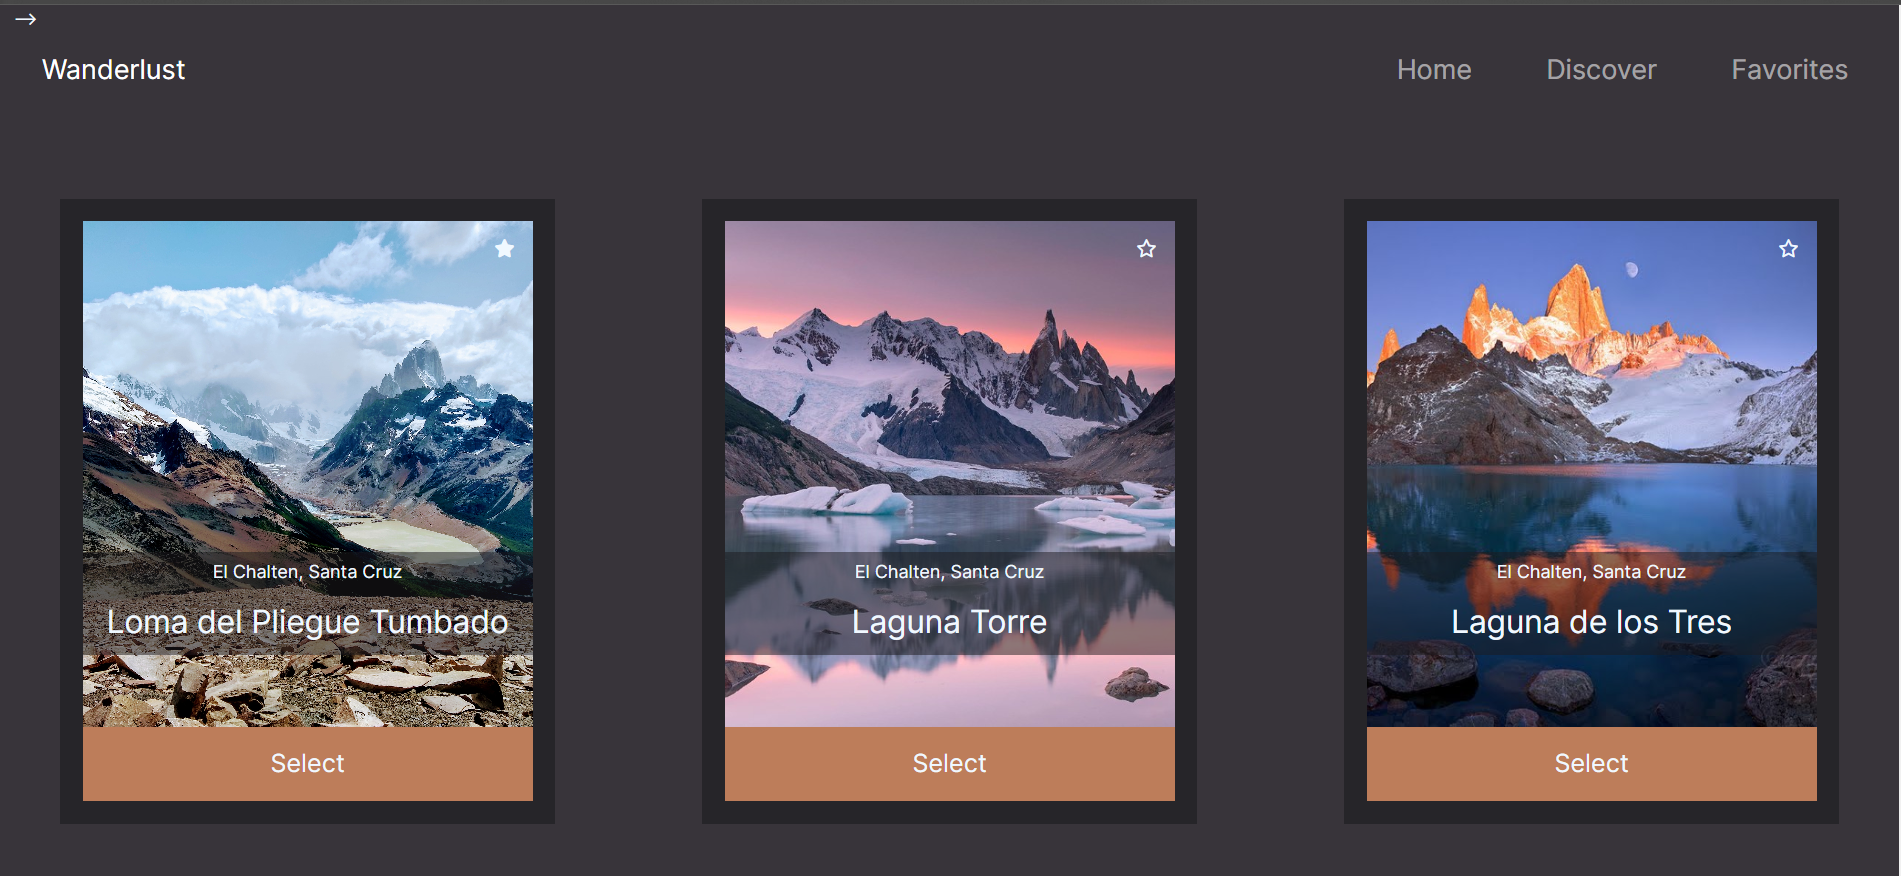 →
Wanderlust
Home Discover Favorites
El Chalten, Santa Cruz
Loma del Pliegue Tumbado
Select
El Chalten, Santa Cruz
Laguna Torre
Select
El Chalten, Santa Cruz
Laguna de los Tres
Select